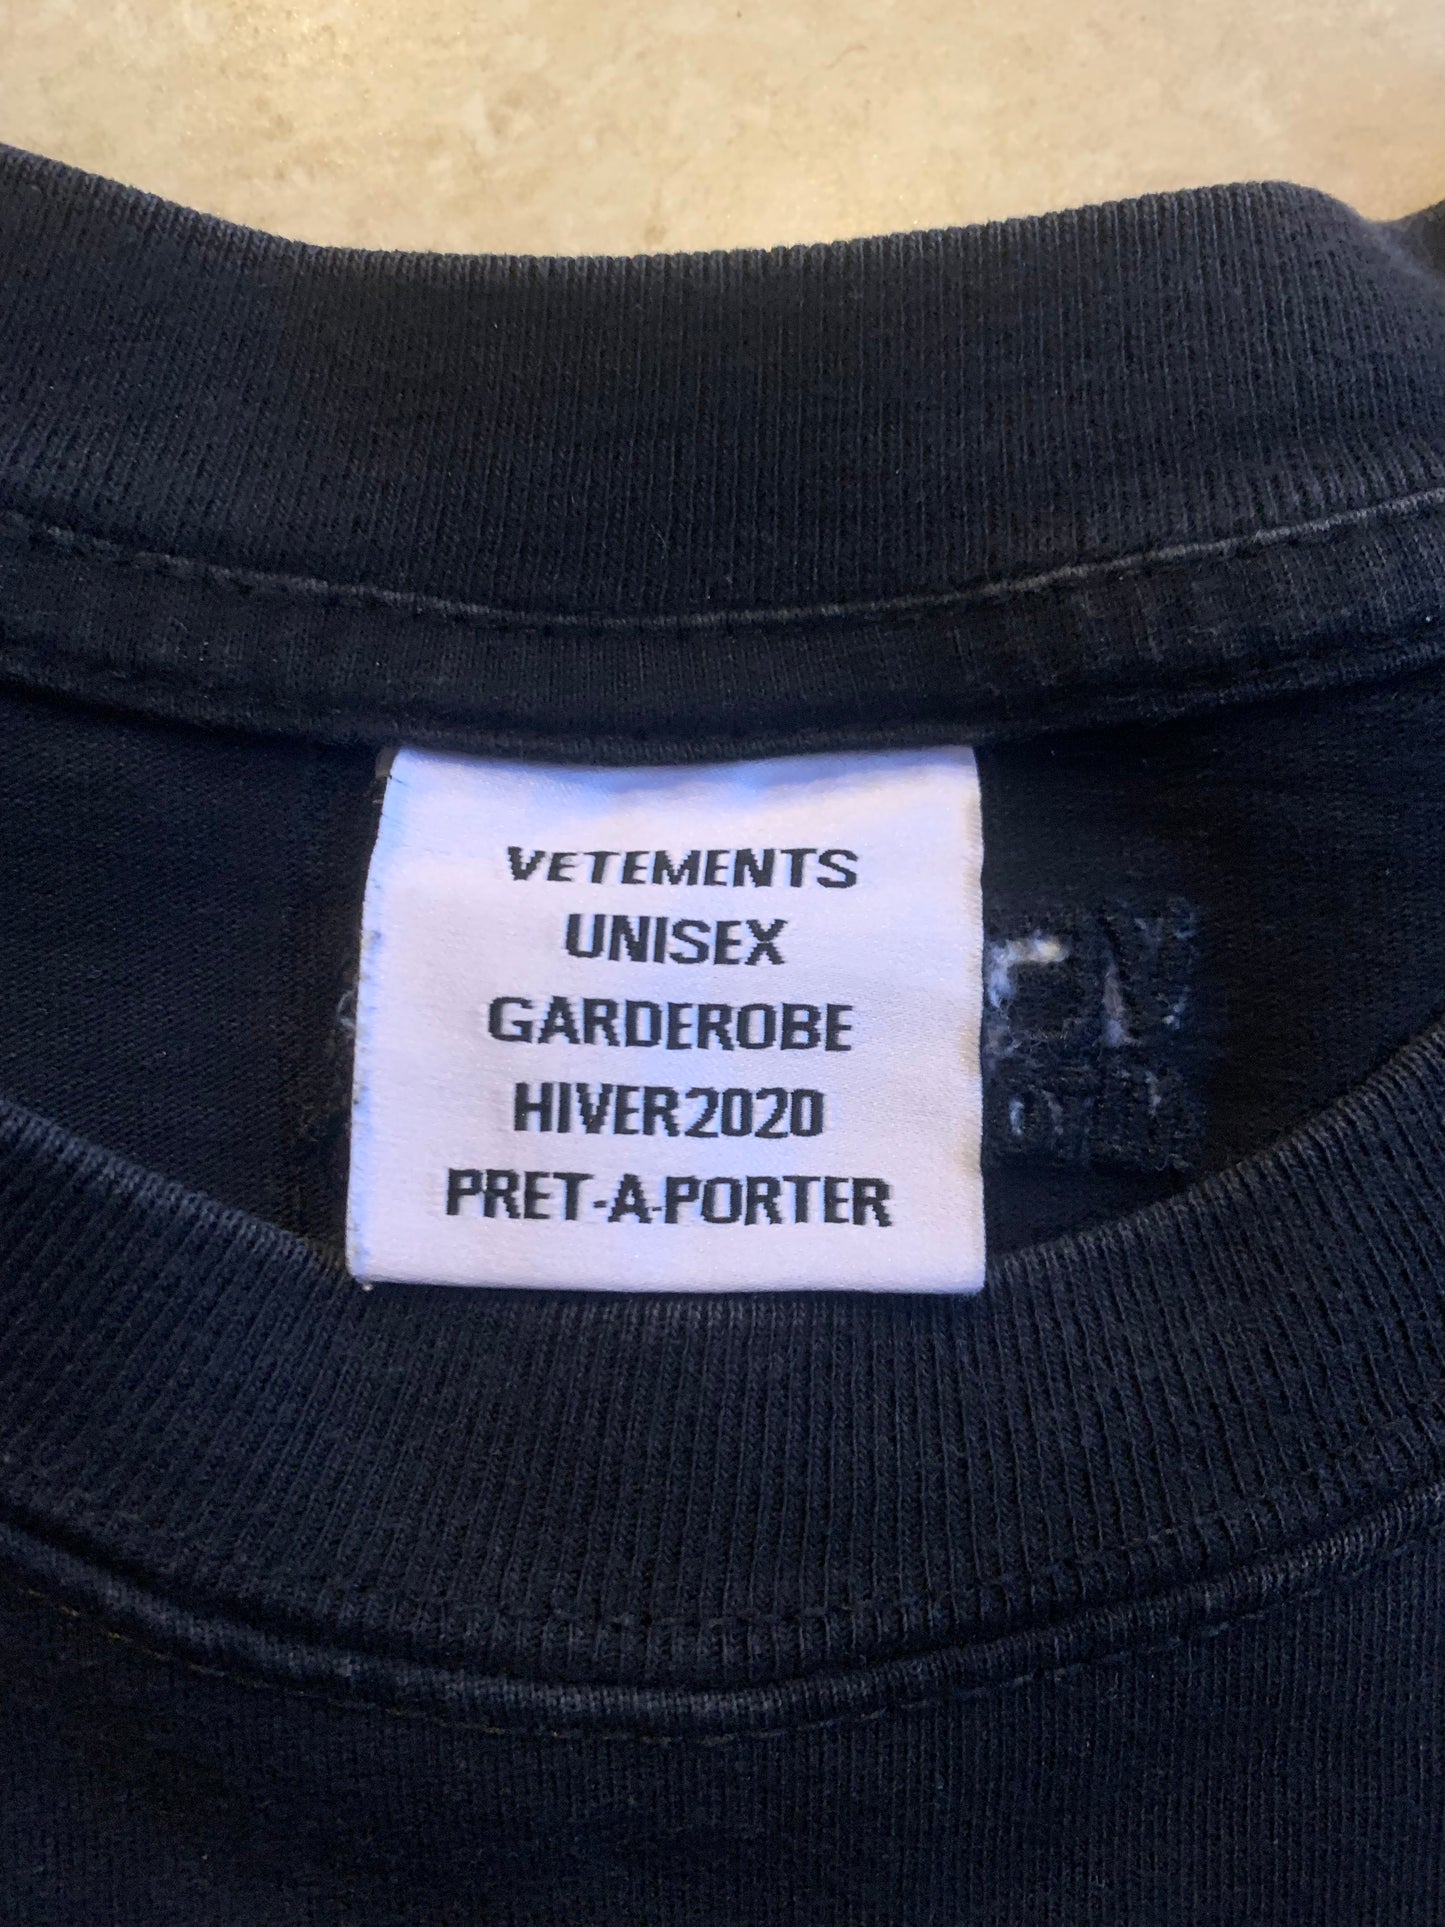 VETEMENTS
UNISEX
GARDEROBE
HIVER2020
PRET-A-PORTER